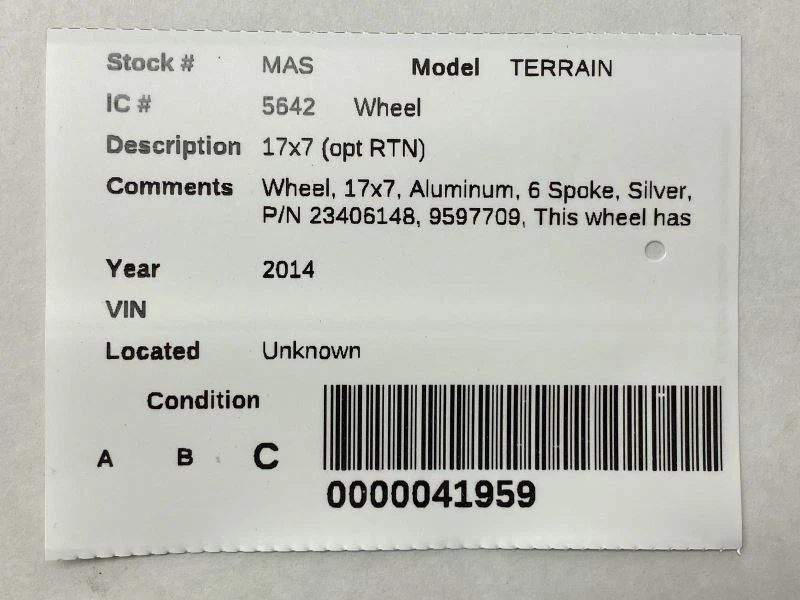 Stock # MAS Model TERRAIN
IC # 5642 Wheel
Description 17x7 (opt RTN)
Comments Wheel, 17x7, Aluminum, 6 Spoke, Silver,
P/N 23406148, 9597709, This wheel has
Year 2014
VIN
Located Unknown
Condition
A B C
0000041959